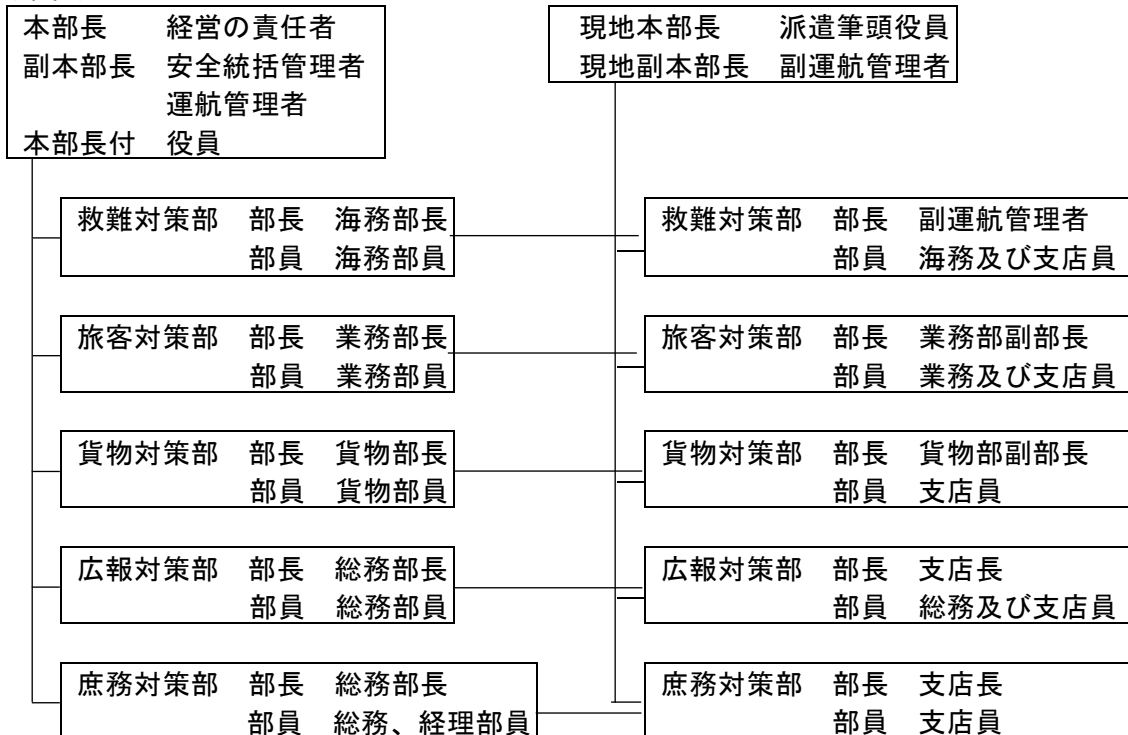 本部長 経営の責任者
副本部長 安全統括管理者
運航管理者
本部長付 役員
現地本部長 派遣筆頭役員
現地副本部長 副運航管理者
救難対策部 部長 海務部長
部員 海務部員
救難対策部 部長 副運航管理者
部員 海務及び支店員
旅客対策部 部長 業務部長
部員 業務部員
旅客対策部 部長 業務部副部長
部員 業務及び支店員
貨物対策部 部長 貨物部長
部員 貨物部員
貨物対策部 部長 貨物部副部長
部員 支店員
広報対策部 部長 総務部長
部員 総務部員
広報対策部 部長 支店長
部員 総務及び支店員
庶務対策部 部長 総務部長
部員 総務、経理部員
庶務対策部 部長 支店長
部員 支店員